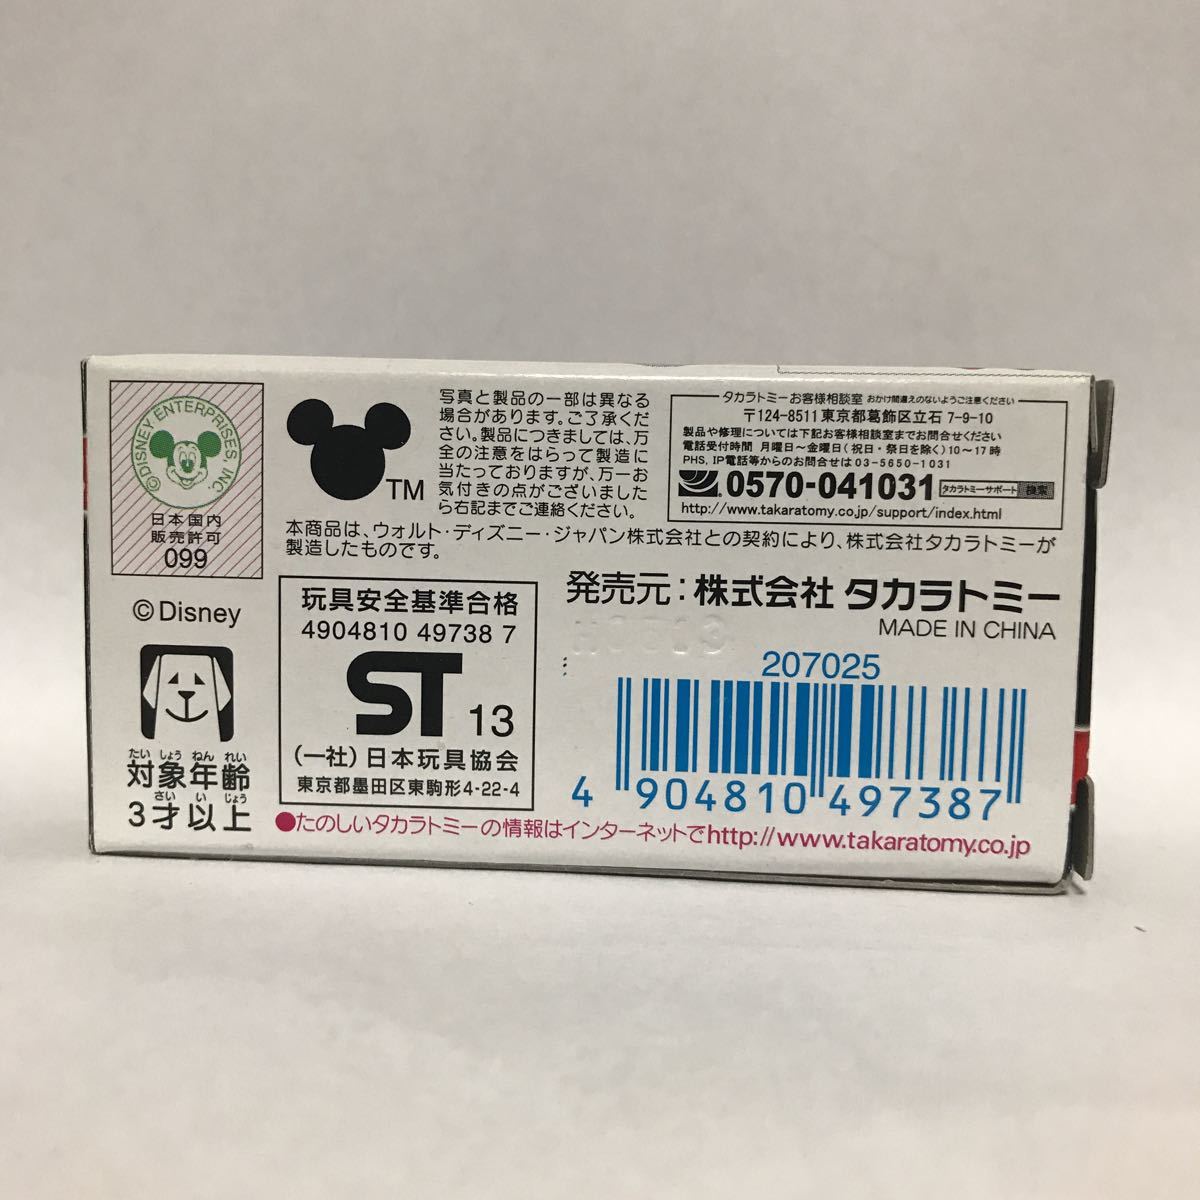 ©DISNEY ENTERPRISES, INC.
日本国内
販売許可
099
©Disney
たいしょうねんれい
対象年齢
さいいじょう
3才以上
TM
写真と製品の一部は異なる
場合があります。ご了承くださ
い。製品につきましては、万
全の注意をはらって製造に
当たっておりますが、万一お
気付きの点がございました
ら右記までご連絡ください。
タカラトミーお客様相談室 おかけ間違えのないようご注意ください
〒124-8511 東京都葛飾区立石 7-9-10
製品や修理については下記お客様相談室までお問合せください
電話受付時間 月曜日〜金曜日(祝日・祭日を除く)10〜17時
PHS, IP電話等からのお問合せは 03-5650-1031
0570-041031 タカラトミーサポート 検索
http://www.takaratomy.co.jp/support/index.html
本商品は、ウォルト・ディズニー・ジャパン株式会社との契約により、株式会社タカラトミーが
製造したものです。
玩具安全基準合格
4904810 49738 7
ST 13
(一社)日本玩具協会
東京都墨田区東駒形4-22-4
発売元:株式会社 タカラトミー
MADE IN CHINA
207025
4 904810 497387
●たのしいタカラトミーの情報はインターネットでhttp://www.takaratomy.co.jp